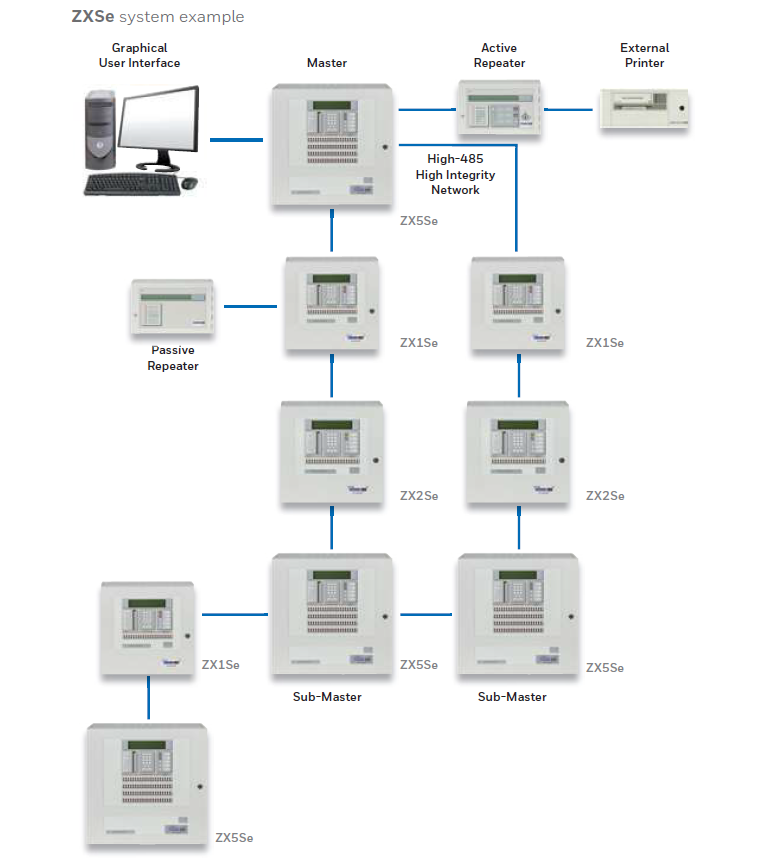 ZXSe system example
Graphical
User Interface
Master
Active
Repeater
External
Printer
High-485
High Integrity
Network
ZX5Se
Passive
Repeater
ZX1Se
ZX1Se
ZX2Se
ZX2Se
ZX1Se
ZX5Se
ZX5Se
Sub-Master
Sub-Master
ZX5Se